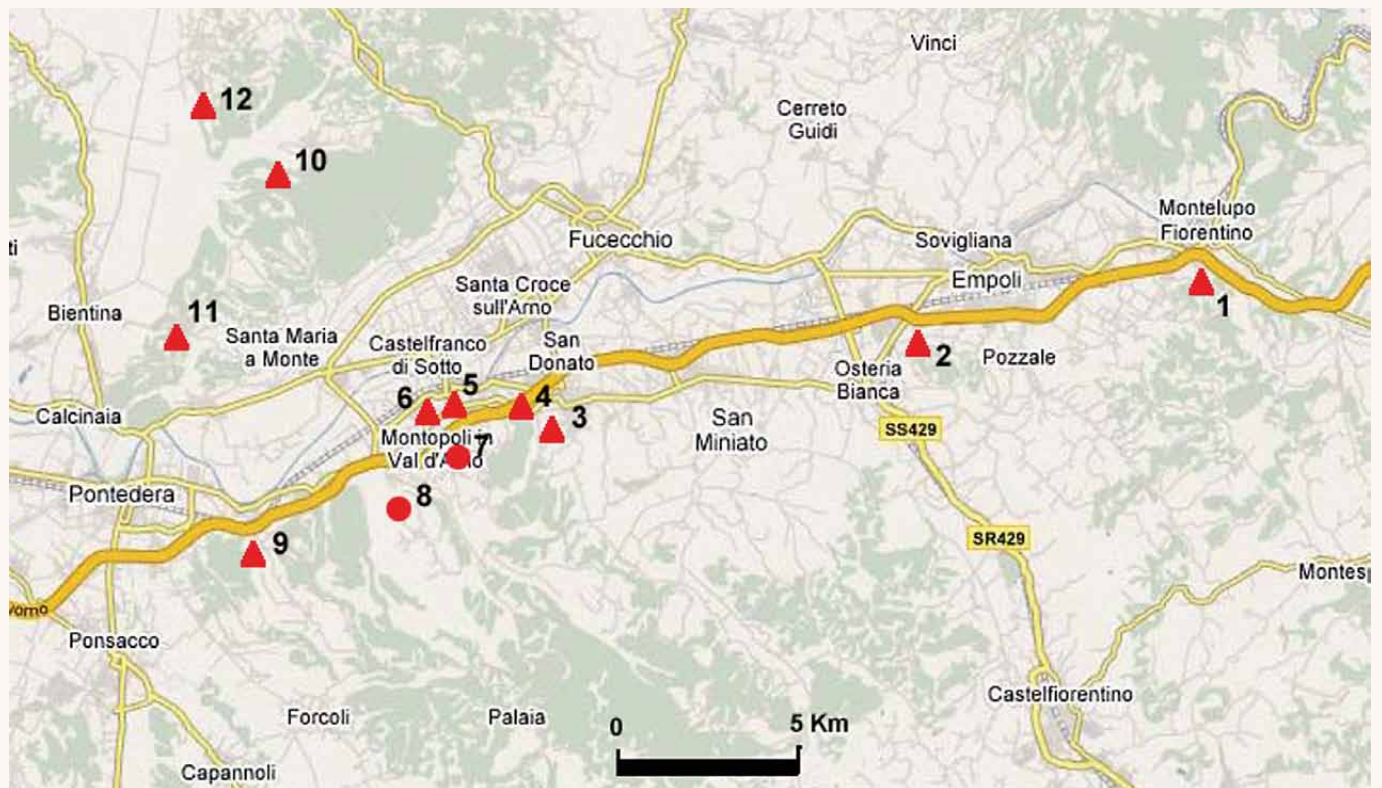 Vinci
12
Cerreto
Guidi
10
Montelupo
Fiorentino
ti
Fucecchio
Sovigliana
Empoli
Santa Croce
sull'Arno
1
Bientina
11
Santa Maria
a Monte
Castelfranco
di Sotto
San
Donato
2
Pozzale
Osteria
Bianca
6
5
4
3
Calcinaia
San
Miniato
SS429
Montopoli in
Val d'Arno
7
Pontedera
8
9
SR429
Montesp
vorno
Ponsacco
Castelfiorentino
Forcoli
Palaia
0
5 Km
Capannoli